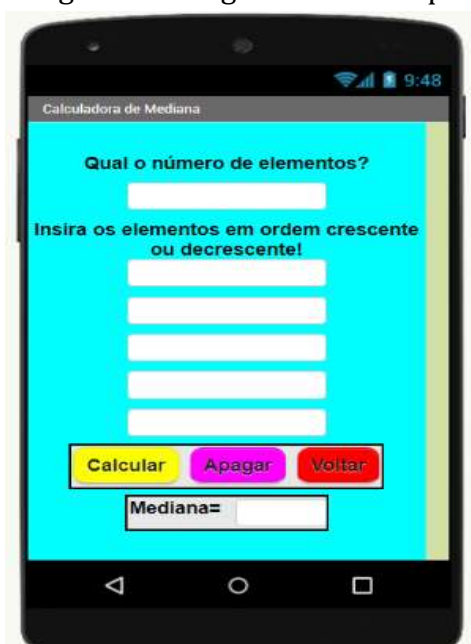 9:48
Calculadora de Mediana
Qual o número de elementos?
Insira os elementos em ordem crescente
ou decrescente!
Calcular Apagar Voltar
Mediana=